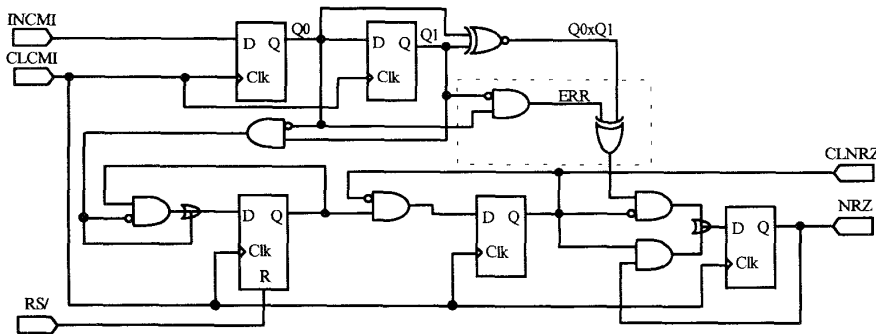 INCMI
D Q
Q0
D Q
Q1
Q0xQ1
CLCMI
Clk
Clk
ERR
CLNRZ
D Q
D Q
NRZ
D Q
Clk
R
Clk
Clk
RS/